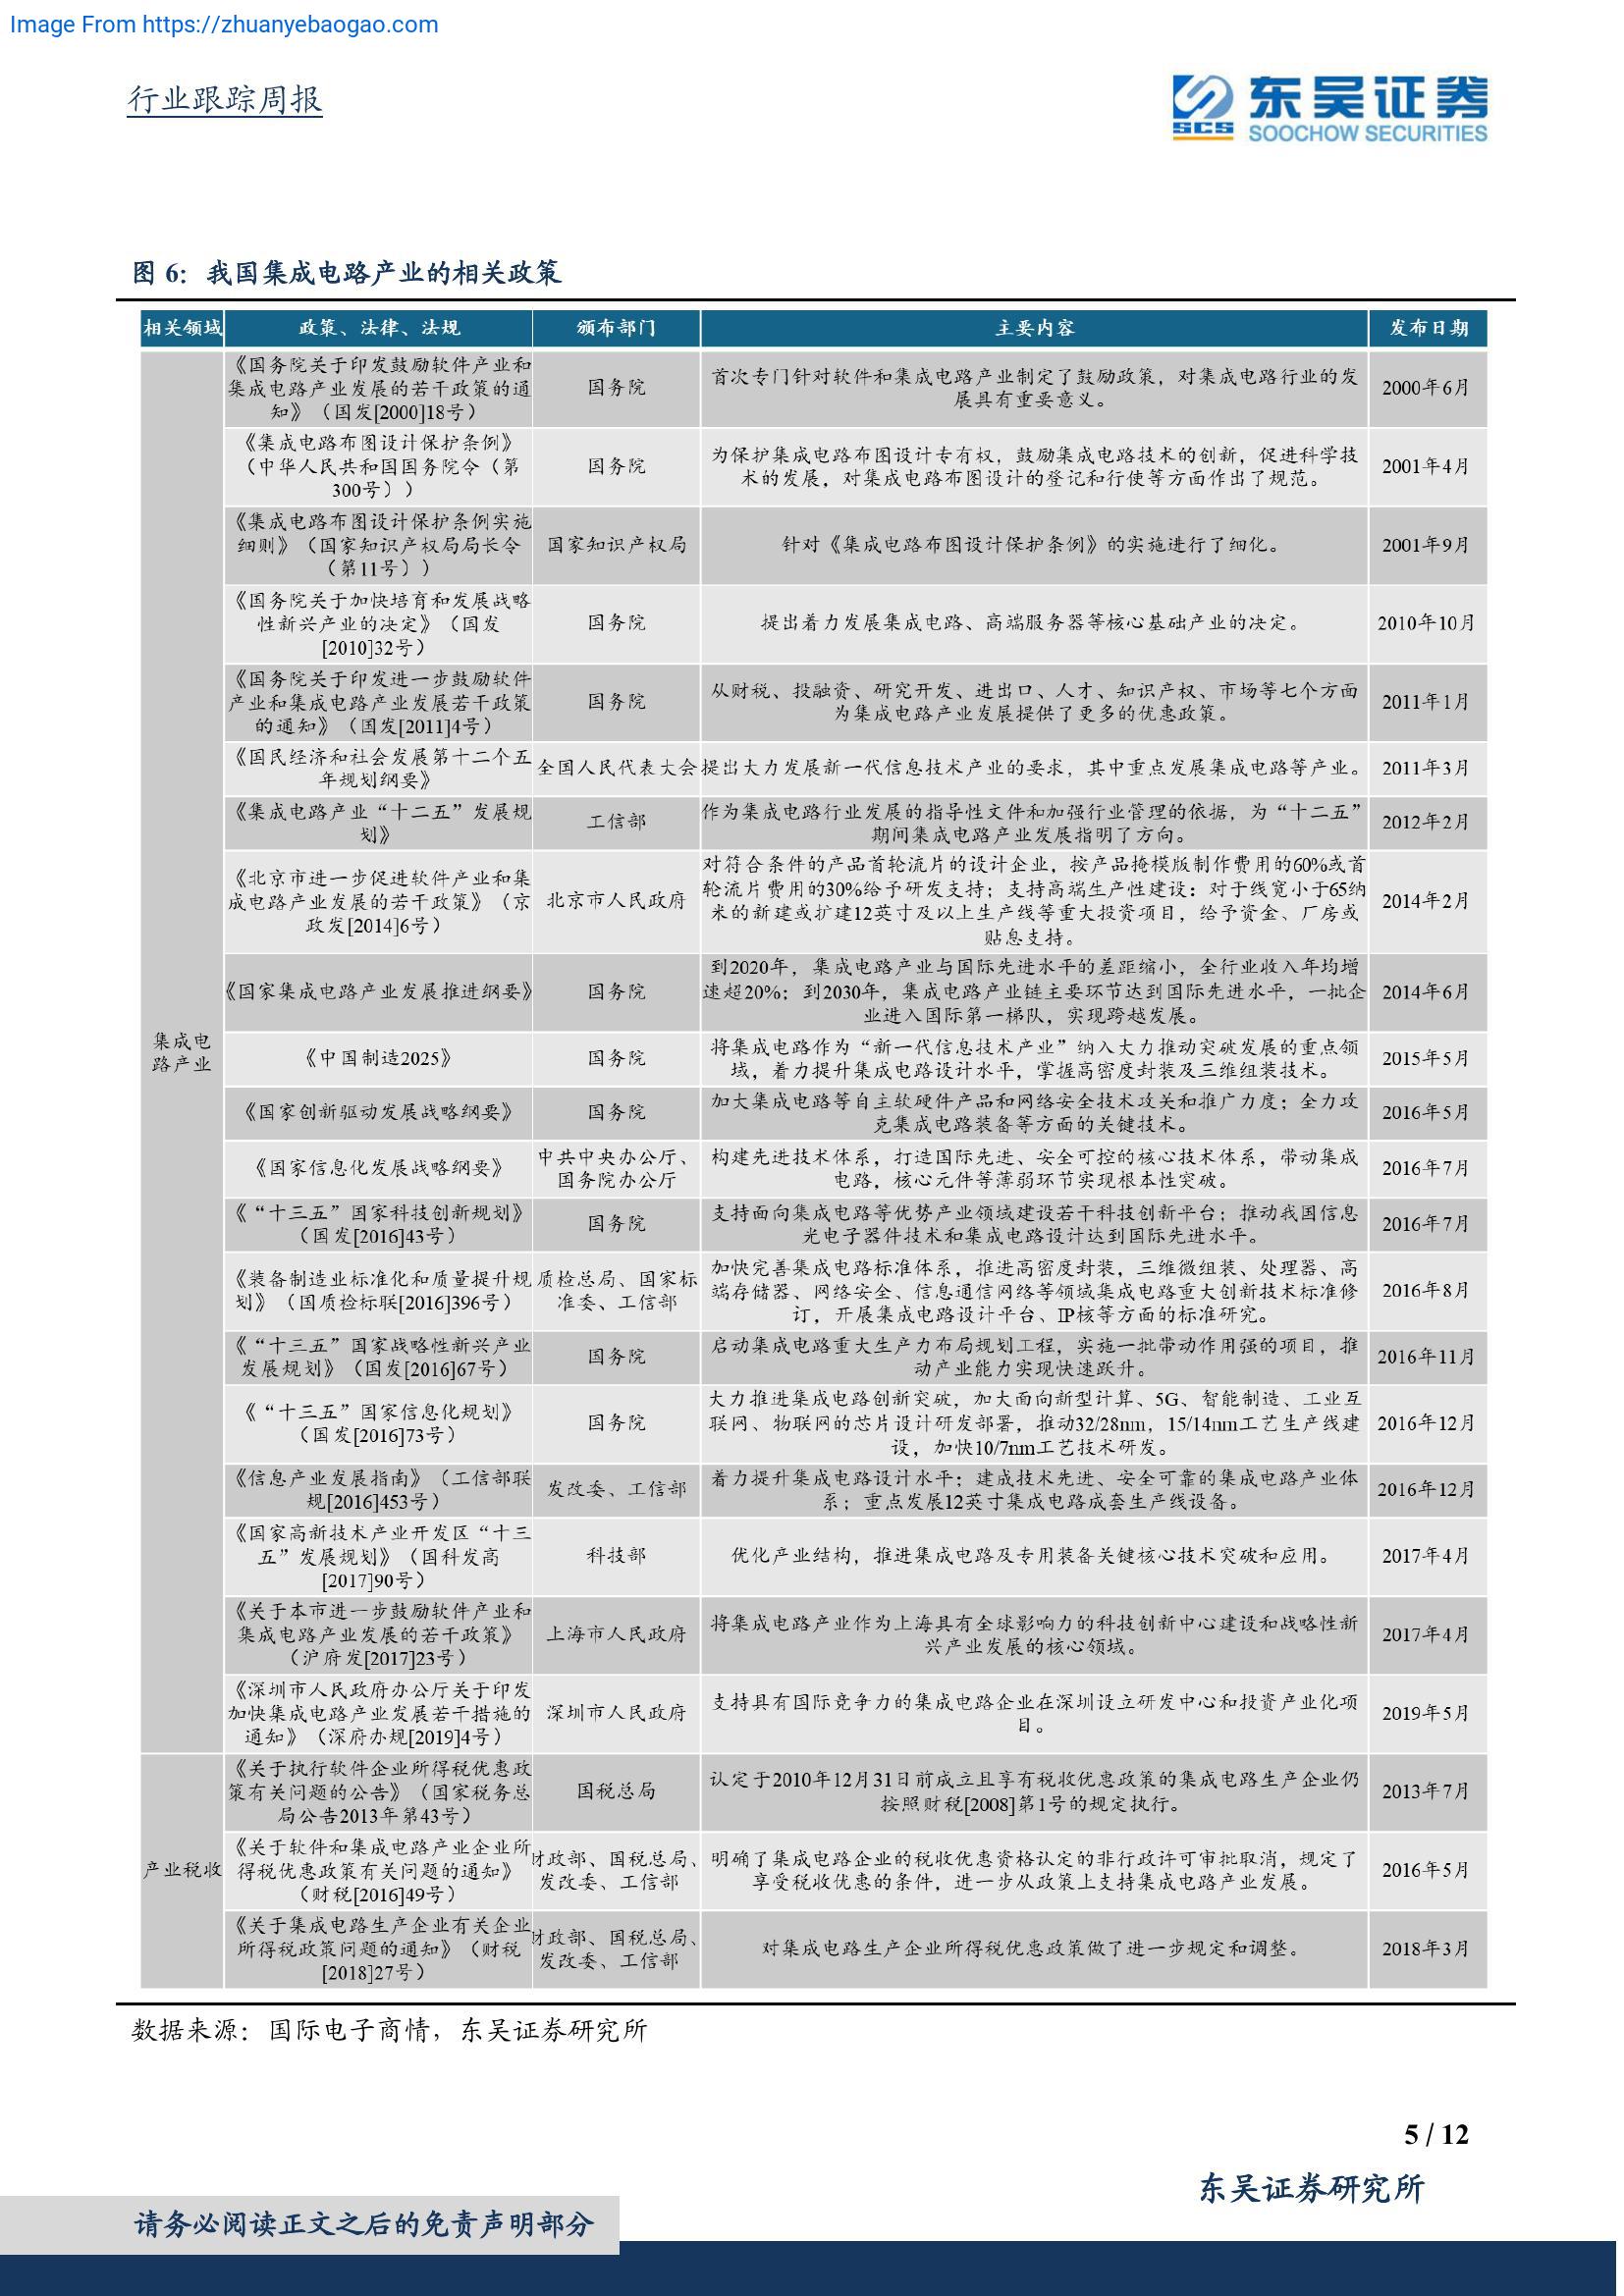 Image From https://zhuanyebaogao.com
行业跟踪周报
东吴证券
SCS
SOOCHOW SECURITIES
图 6：我国集成电路产业的相关政策
相关领域 政策、法律、法规 颁布部门 主要内容 发布日期
集成电
路产业
《国务院关于印发鼓励软件产业和
集成电路产业发展的若干政策的通
知》（国发[2000]18号）
国务院
首次专门针对软件和集成电路产业制定了鼓励政策，对集成电路行业的发
展具有重要意义。
2000年6月
《集成电路布图设计保护条例》
（中华人民共和国国务院令（第
300号））
国务院
为保护集成电路布图设计专有权，鼓励集成电路技术的创新，促进科学技
术的发展，对集成电路布图设计的登记和行使等方面作出了规范。
2001年4月
《集成电路布图设计保护条例实施
细则》（国家知识产权局局长令
（第11号））
国家知识产权局
针对《集成电路布图设计保护条例》的实施进行了细化。
2001年9月
《国务院关于加快培育和发展战略
性新兴产业的决定》（国发
[2010]32号）
国务院
提出着力发展集成电路、高端服务器等核心基础产业的决定。
2010年10月
《国务院关于印发进一步鼓励软件
产业和集成电路产业发展若干政策
的通知》（国发[2011]4号）
国务院
从财税、投融资、研究开发、进出口、人才、知识产权、市场等七个方面
为集成电路产业发展提供了更多的优惠政策。
2011年1月
《国民经济和社会发展第十二个五
年规划纲要》
全国人民代表大会
提出大力发展新一代信息技术产业的要求，其中重点发展集成电路等产业。
2011年3月
《集成电路产业“十二五”发展规
划》
工信部
作为集成电路行业发展的指导性文件和加强行业管理的依据，为“十二五”
期间集成电路产业发展指明了方向。
2012年2月
《北京市进一步促进软件产业和集
成电路产业发展的若干政策》（京
政发[2014]6号）
北京市人民政府
对符合条件的产品首轮流片的设计企业，按产品掩模版制作费用的60%或首
轮流片费用的30%给予研发支持；支持高端生产性建设：对于线宽小于65纳
米的新建或扩建12英寸及以上生产线等重大投资项目，给予资金、厂房或
贴息支持。
2014年2月
《国家集成电路产业发展推进纲要》
国务院
到2020年，集成电路产业与国际先进水平的差距缩小，全行业收入年均增
速超20%；到2030年，集成电路产业链主要环节达到国际先进水平，一批企
业进入国际第一梯队，实现跨越发展。
2014年6月
《中国制造2025》
国务院
将集成电路作为“新一代信息技术产业”纳入大力推动突破发展的重点领
域，着力提升集成电路设计水平，掌握高密度封装及三维组装技术。
2015年5月
《国家创新驱动发展战略纲要》
国务院
加大集成电路等自主软硬件产品和网络安全技术攻关和推广力度；全力攻
克集成电路装备等方面的关键技术。
2016年5月
《国家信息化发展战略纲要》
中共中央办公厅、
国务院办公厅
构建先进技术体系，打造国际先进、安全可控的核心技术体系，带动集成
电路，核心元件等薄弱环节实现根本性突破。
2016年7月
《“十三五”国家科技创新规划》
（国发[2016]43号）
国务院
支持面向集成电路等优势产业领域建设若干科技创新平台；推动我国信息
光电子器件技术和集成电路设计达到国际先进水平。
2016年7月
《装备制造业标准化和质量提升规
划》（国质检标联[2016]396号）
质检总局、国家标
准委、工信部
加快完善集成电路标准体系，推进高密度封装，三维微组装、处理器、高
端存储器、网络安全、信息通信网络等领域集成电路重大创新技术标准修
订，开展集成电路设计平台、IP核等方面的标准研究。
2016年8月
《“十三五”国家战略性新兴产业
发展规划》（国发[2016]67号）
国务院
启动集成电路重大生产力布局规划工程，实施一批带动作用强的项目，推
动产业能力实现快速跃升。
2016年11月
《“十三五”国家信息化规划》
（国发[2016]73号）
国务院
大力推进集成电路创新突破，加大面向新型计算、5G、智能制造、工业互
联网、物联网的芯片设计研发部署，推动32/28nm，15/14nm工艺生产线建
设，加快10/7nm工艺技术研发。
2016年12月
《信息产业发展指南》（工信部联
规[2016]453号）
发改委、工信部
着力提升集成电路设计水平；建成技术先进、安全可靠的集成电路产业体
系；重点发展12英寸集成电路成套生产线设备。
2016年12月
《国家高新技术产业开发区“十三
五”发展规划》（国科发高
[2017]90号）
科技部
优化产业结构，推进集成电路及专用装备关键核心技术突破和应用。
2017年4月
《关于本市进一步鼓励软件产业和
集成电路产业发展的若干政策》
（沪府发[2017]23号）
上海市人民政府
将集成电路产业作为上海具有全球影响力的科技创新中心建设和战略性新
兴产业发展的核心领域。
2017年4月
《深圳市人民政府办公厅关于印发
加快集成电路产业发展若干措施的
通知》（深府办规[2019]4号）
深圳市人民政府
支持具有国际竞争力的集成电路企业在深圳设立研发中心和投资产业化项
目。
2019年5月
产业税收
《关于执行软件企业所得税优惠政
策有关问题的公告》（国家税务总
局公告2013年第43号）
国税总局
认定于2010年12月31日前成立且享有税收优惠政策的集成电路生产企业仍
按照财税[2008]第1号的规定执行。
2013年7月
《关于软件和集成电路产业企业所
得税优惠政策有关问题的通知》
（财税[2016]49号）
财政部、国税总局、
发改委、工信部
明确了集成电路企业的税收优惠资格认定的非行政许可审批取消，规定了
享受税收优惠的条件，进一步从政策上支持集成电路产业发展。
2016年5月
《关于集成电路生产企业有关企业
所得税政策问题的通知》（财税
[2018]27号）
财政部、国税总局、
发改委、工信部
对集成电路生产企业所得税优惠政策做了进一步规定和调整。
2018年3月
数据来源：国际电子商情，东吴证券研究所
5 / 12
东吴证券研究所
请务必阅读正文之后的免责声明部分